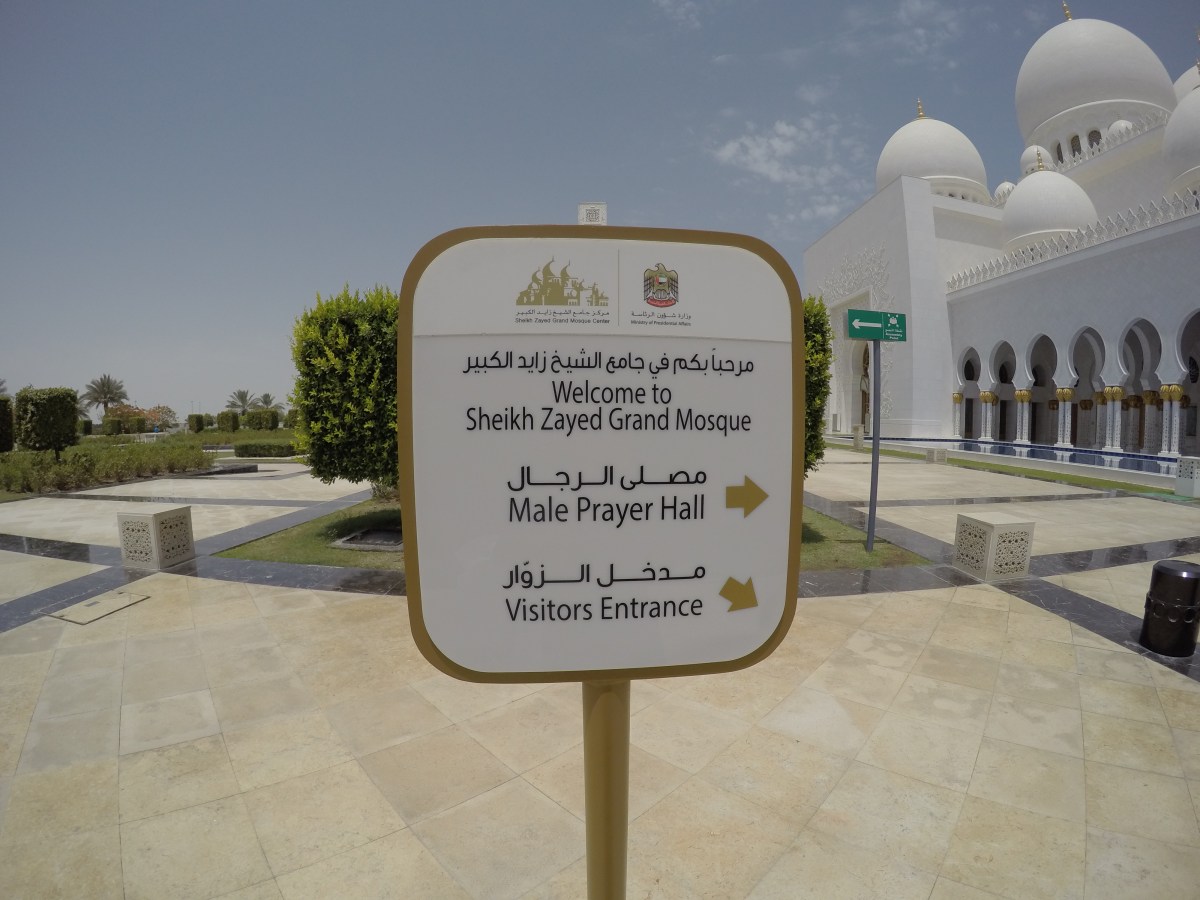 مركز جامع الشيخ زايد الكبير
Sheikh Zayed Grand Mosque Center
وزارة شؤون الرئاسة
Ministry of Presidential Affairs
مرحباً بكم في جامع الشيخ زايد الكبير
Welcome to
Sheikh Zayed Grand Mosque
مصلى الرجال
Male Prayer Hall
مدخل الزوّار
Visitors Entrance